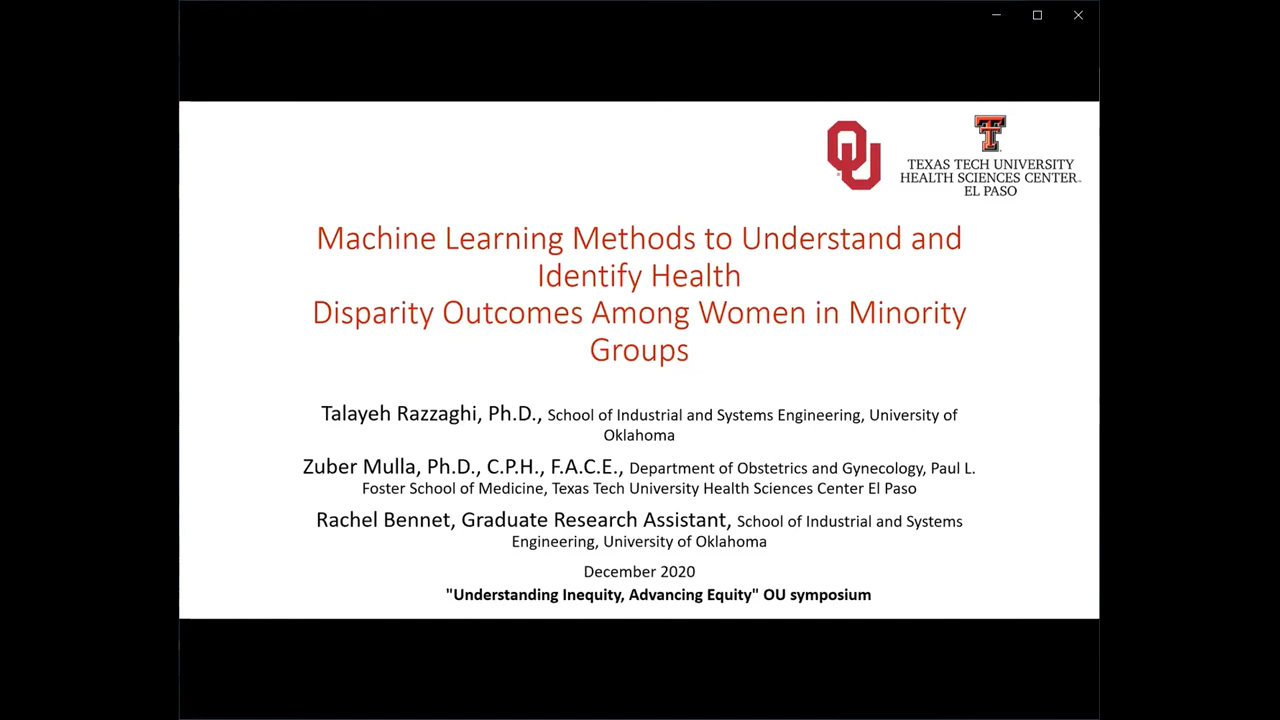 OU
TEXAS TECH UNIVERSITY
HEALTH SCIENCES CENTER™
EL PASO
Machine Learning Methods to Understand and
Identify Health
Disparity Outcomes Among Women in Minority
Groups
Talayeh Razzaghi, Ph.D., School of Industrial and Systems Engineering, University of
Oklahoma
Zuber Mulla, Ph.D., C.P.H., F.A.C.E., Department of Obstetrics and Gynecology, Paul L.
Foster School of Medicine, Texas Tech University Health Sciences Center El Paso
Rachel Bennet, Graduate Research Assistant, School of Industrial and Systems
Engineering, University of Oklahoma
December 2020
"Understanding Inequity, Advancing Equity" OU symposium